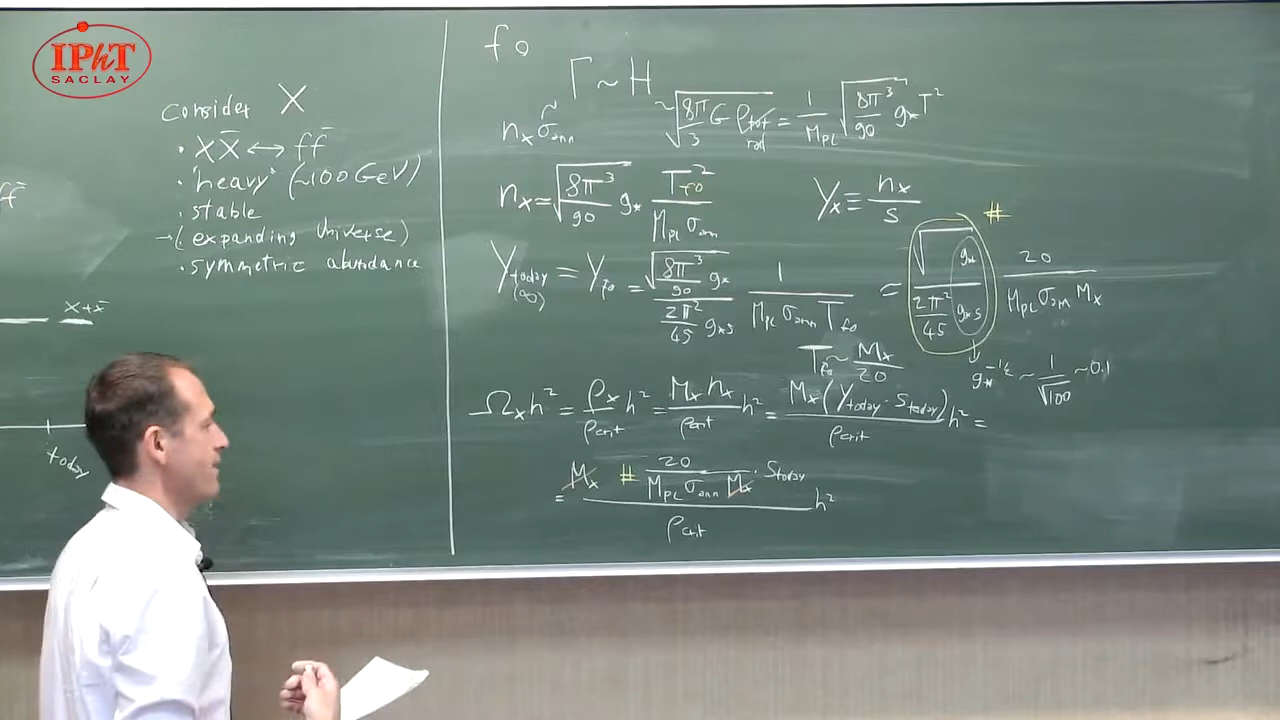 IPhT
SACLAY
Consider X
• XX̄ ↔ ff̄
• 'heavy' (~100 GeV)
• stable
→ (expanding Universe)
• symmetric abundance
ff̄
X+X̄
today
fo
Γ ~ H
n_x σ̃_ann ~ √(8π/3 G ρ_tot rad) = 1/M_PL √(8π³/90 g_*) T²
n_x ≃ √(8π³/90 g_*) T_fo²/(M_PL σ_ann) Y_x ≡ n_x/s
Y_today (∞) = Y_fo = √(8π³/90 g_*)/(2π²/45 g_*s) 1/(M_PL σ_ann T_fo) = √(g_*)/(2π²/45 g_*s) 20/(M_PL σ_ann M_x) #
T_fo ~ M_x/20
g_*^(-1/2) ~ 1/√100 ~ 0.1
Ω_x h² = ρ_x/ρ_crit h² = M_x n_x/ρ_crit h² = M_x (Y_today · S_today)/ρ_crit h² =
= M_x # 20/(M_PL σ_ann M_x) · S_today / ρ_crit h²